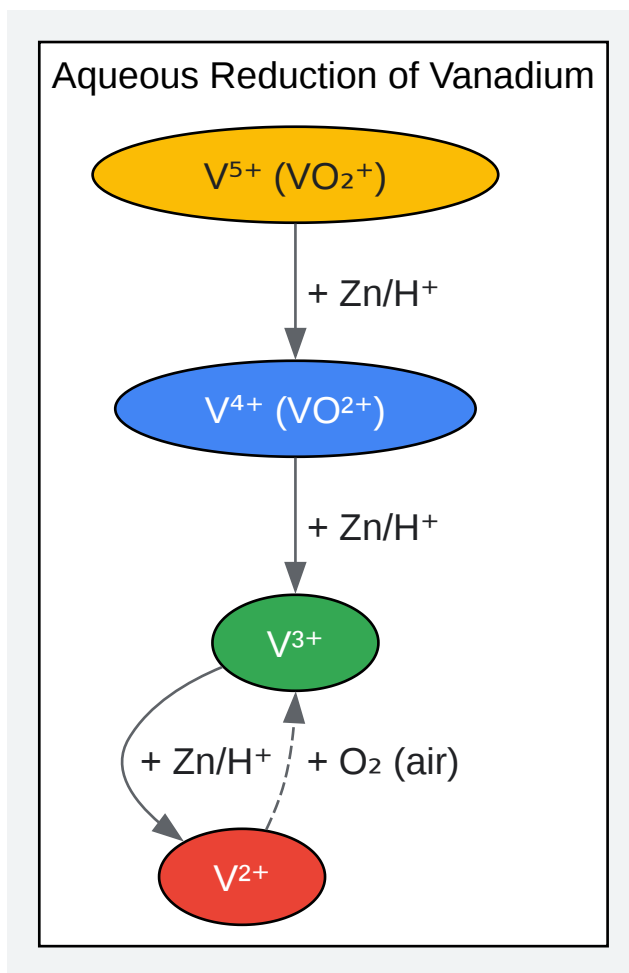 Aqueous Reduction of Vanadium
V⁵⁺ (VO₂⁺)
+ Zn/H⁺
V⁴⁺ (VO²⁺)
+ Zn/H⁺
V³⁺
+ Zn/H⁺
+ O₂ (air)
V²⁺